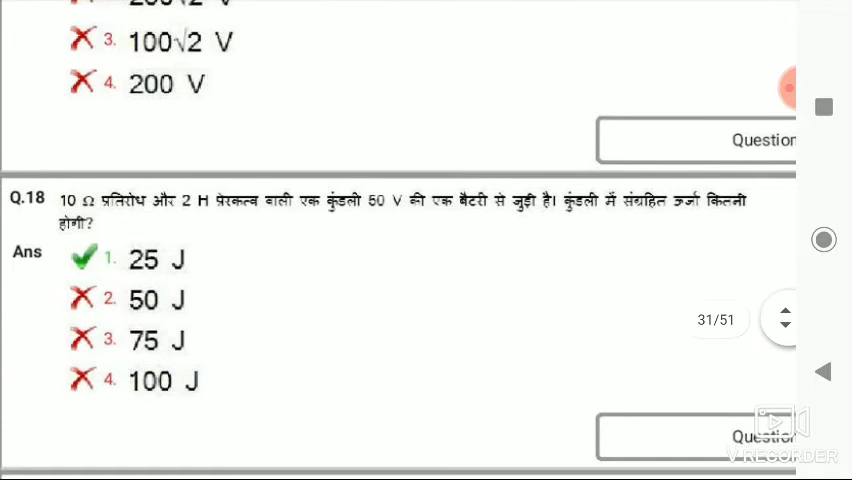 3. 100√2 V
4. 200 V
Question
Q.18 10 Ω प्रतिरोध और 2 H प्रेरकत्व वाली एक कुंडली 50 V की एक बैटरी से जुड़ी है। कुंडली में संग्रहित ऊर्जा कितनी
होगी?
Ans 1. 25 J
2. 50 J
3. 75 J
31/51
4. 100 J
Question
V RECORDER